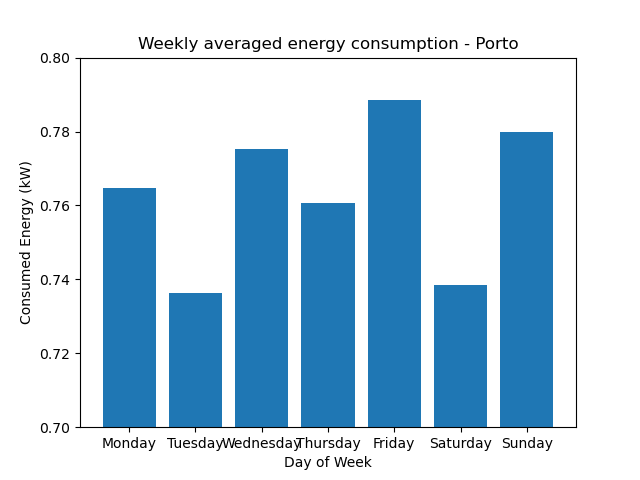 Weekly averaged energy consumption - Porto
Consumed Energy (kW)
0.80
0.78
0.76
0.74
0.72
0.70
Monday Tuesday Wednesday Thursday Friday Saturday Sunday
Day of Week